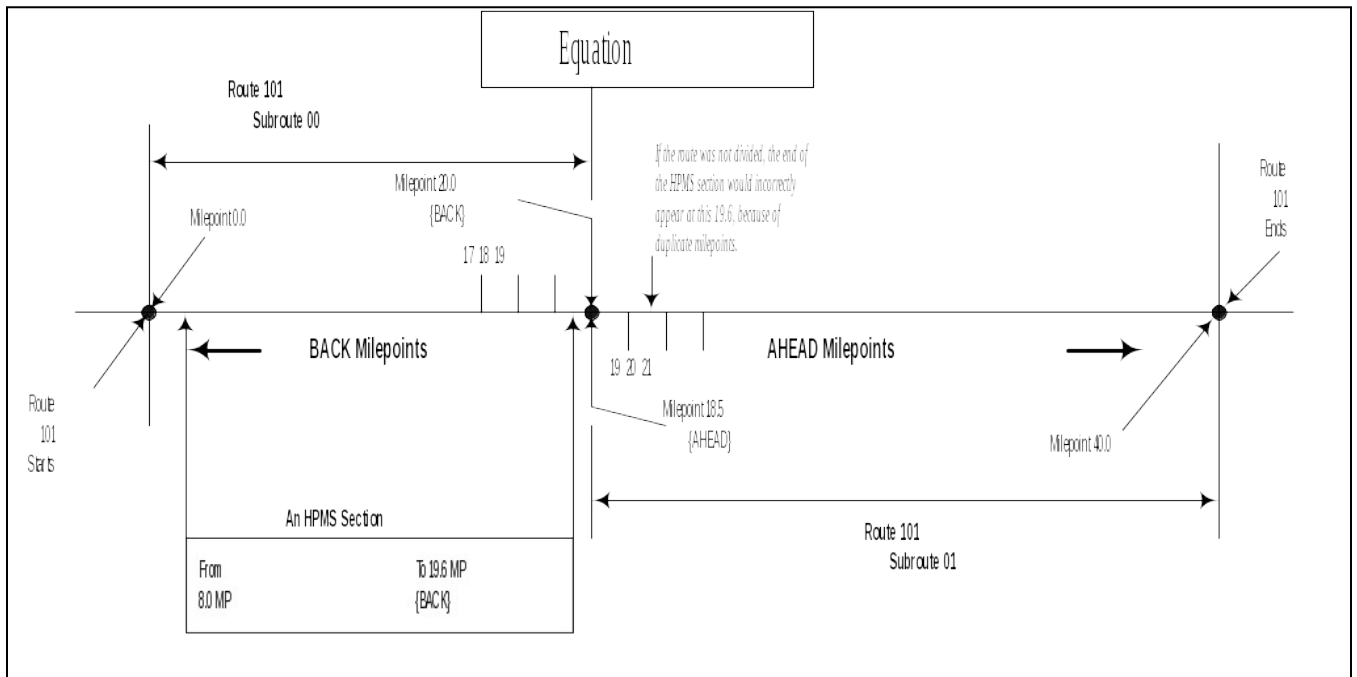 Equation
Route 101
Subroute 00
If the route was not divided, the end of
the HPMS section would incorrectly
appear at this 19.6, because of
duplicate milepoints.
Milepoint 20.0
{BACK}
Route
101
Ends
Milepoint 0.0
17 18 19
BACK Milepoints
AHEAD Milepoints
19 20 21
Route
101
Starts
Milepoint 18.5
{AHEAD}
Milepoint 40.0
An HPMS Section
From
8.0 MP
To 19.6 MP
{BACK}
Route 101
Subroute 01